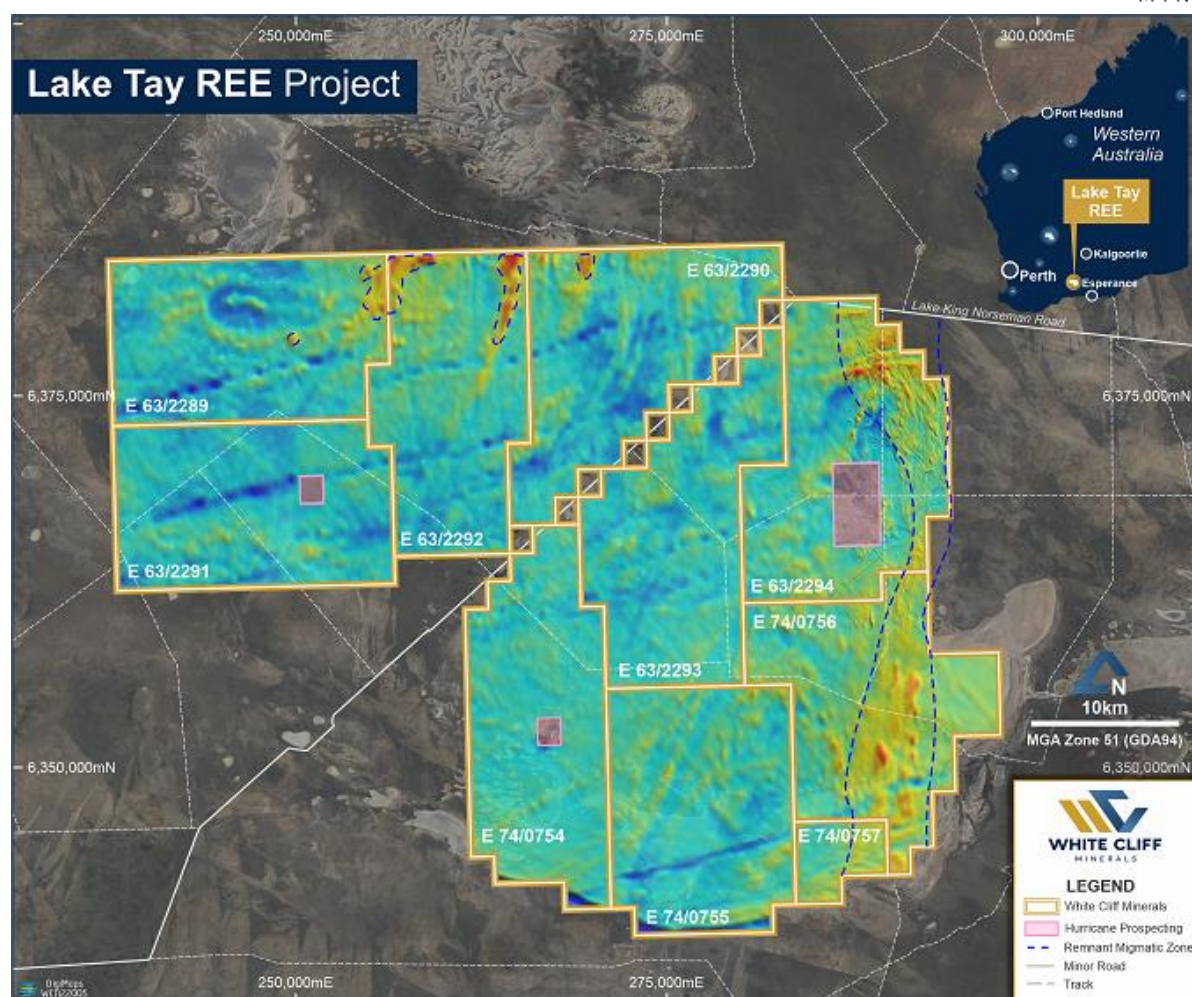 250,000mE
275,000mE
300,000mE
Lake Tay REE Project
Port Hedland
Western
Australia
Lake Tay
REE
Kalgoorlie
Perth
Esperance
E 63/2290
Lake King Norseman Road
6,375,000mN
E 63/2289
6,375,000mN
E 63/2292
E 63/2291
E 63/2294
E 74/0756
E 63/2293
N
10km
MGA Zone 51 (GDA94)
6,350,000mN
6,350,000mN
E 74/0754
E 74/0757
E 74/0755
WHITE CLIFF
MINERALS
LEGEND
White Cliff Minerals
Hurricane Prospecting
Remnant Migmatic Zone
Minor Road
Track
250,000mE
275,000mE
DigiMaps